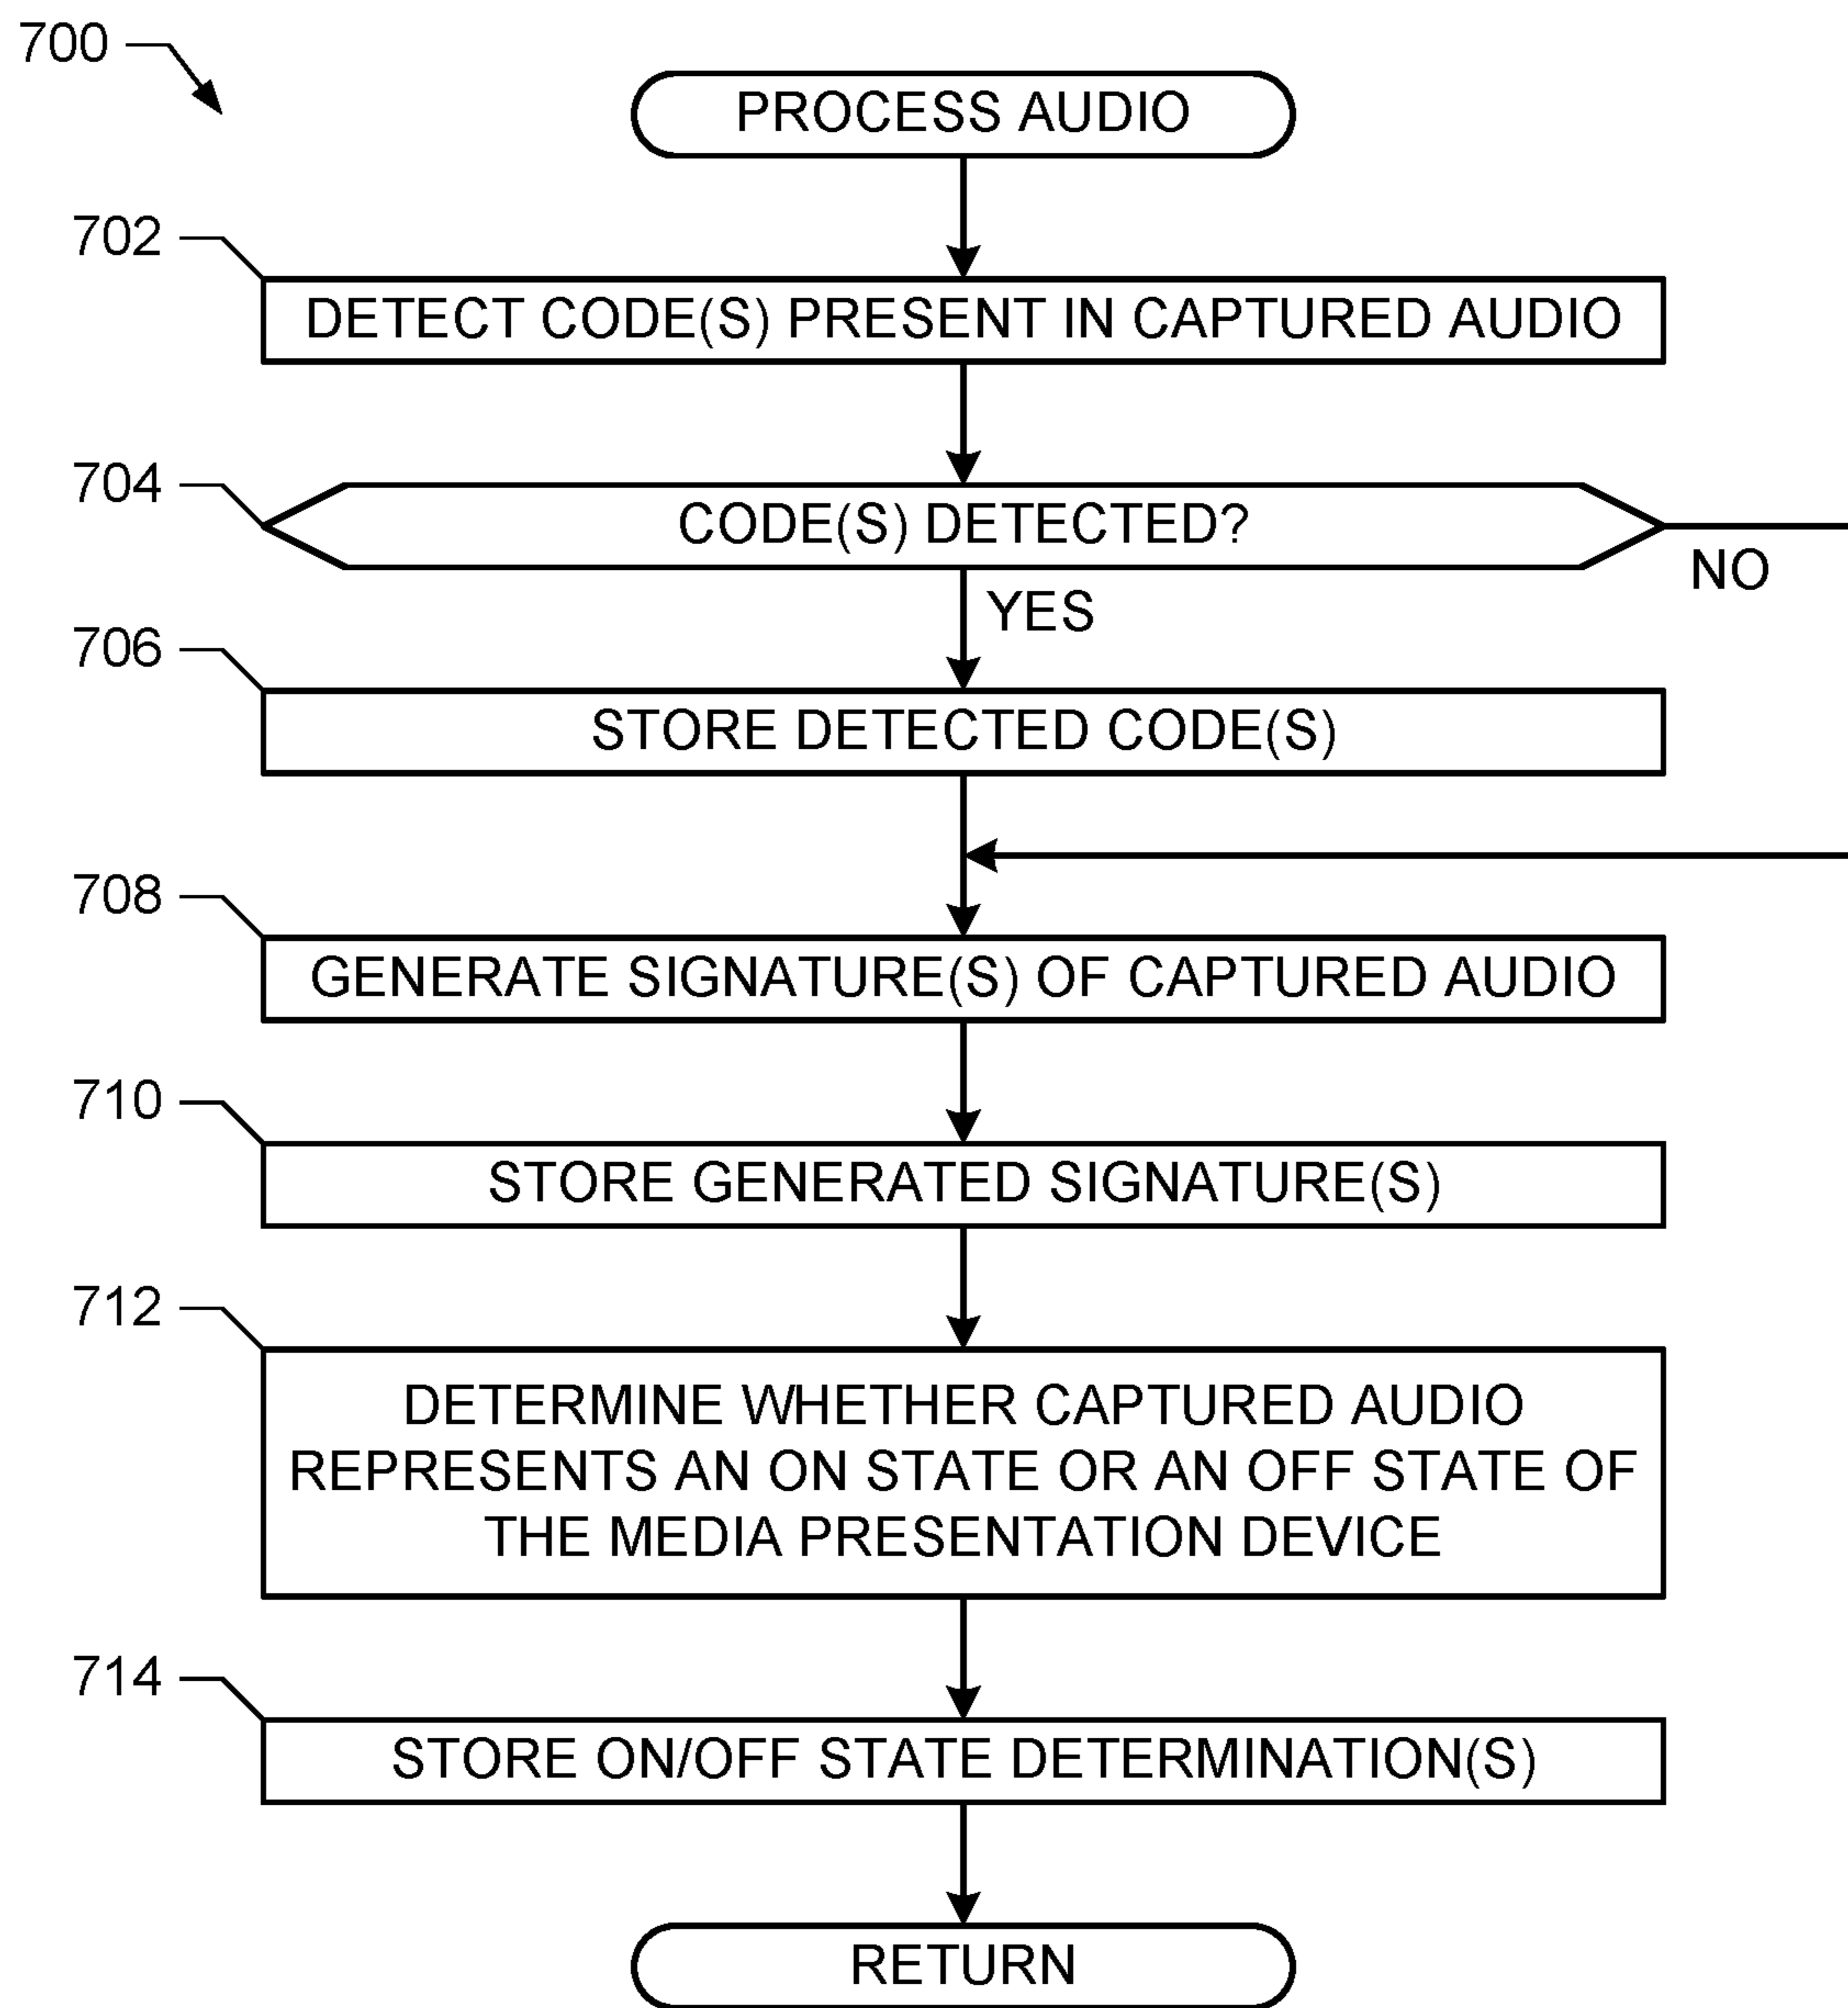 700
PROCESS AUDIO
702
DETECT CODE(S) PRESENT IN CAPTURED AUDIO
704
CODE(S) DETECTED?
NO
YES
706
STORE DETECTED CODE(S)
708
GENERATE SIGNATURE(S) OF CAPTURED AUDIO
710
STORE GENERATED SIGNATURE(S)
712
DETERMINE WHETHER CAPTURED AUDIO
REPRESENTS AN ON STATE OR AN OFF STATE OF
THE MEDIA PRESENTATION DEVICE
714
STORE ON/OFF STATE DETERMINATION(S)
RETURN